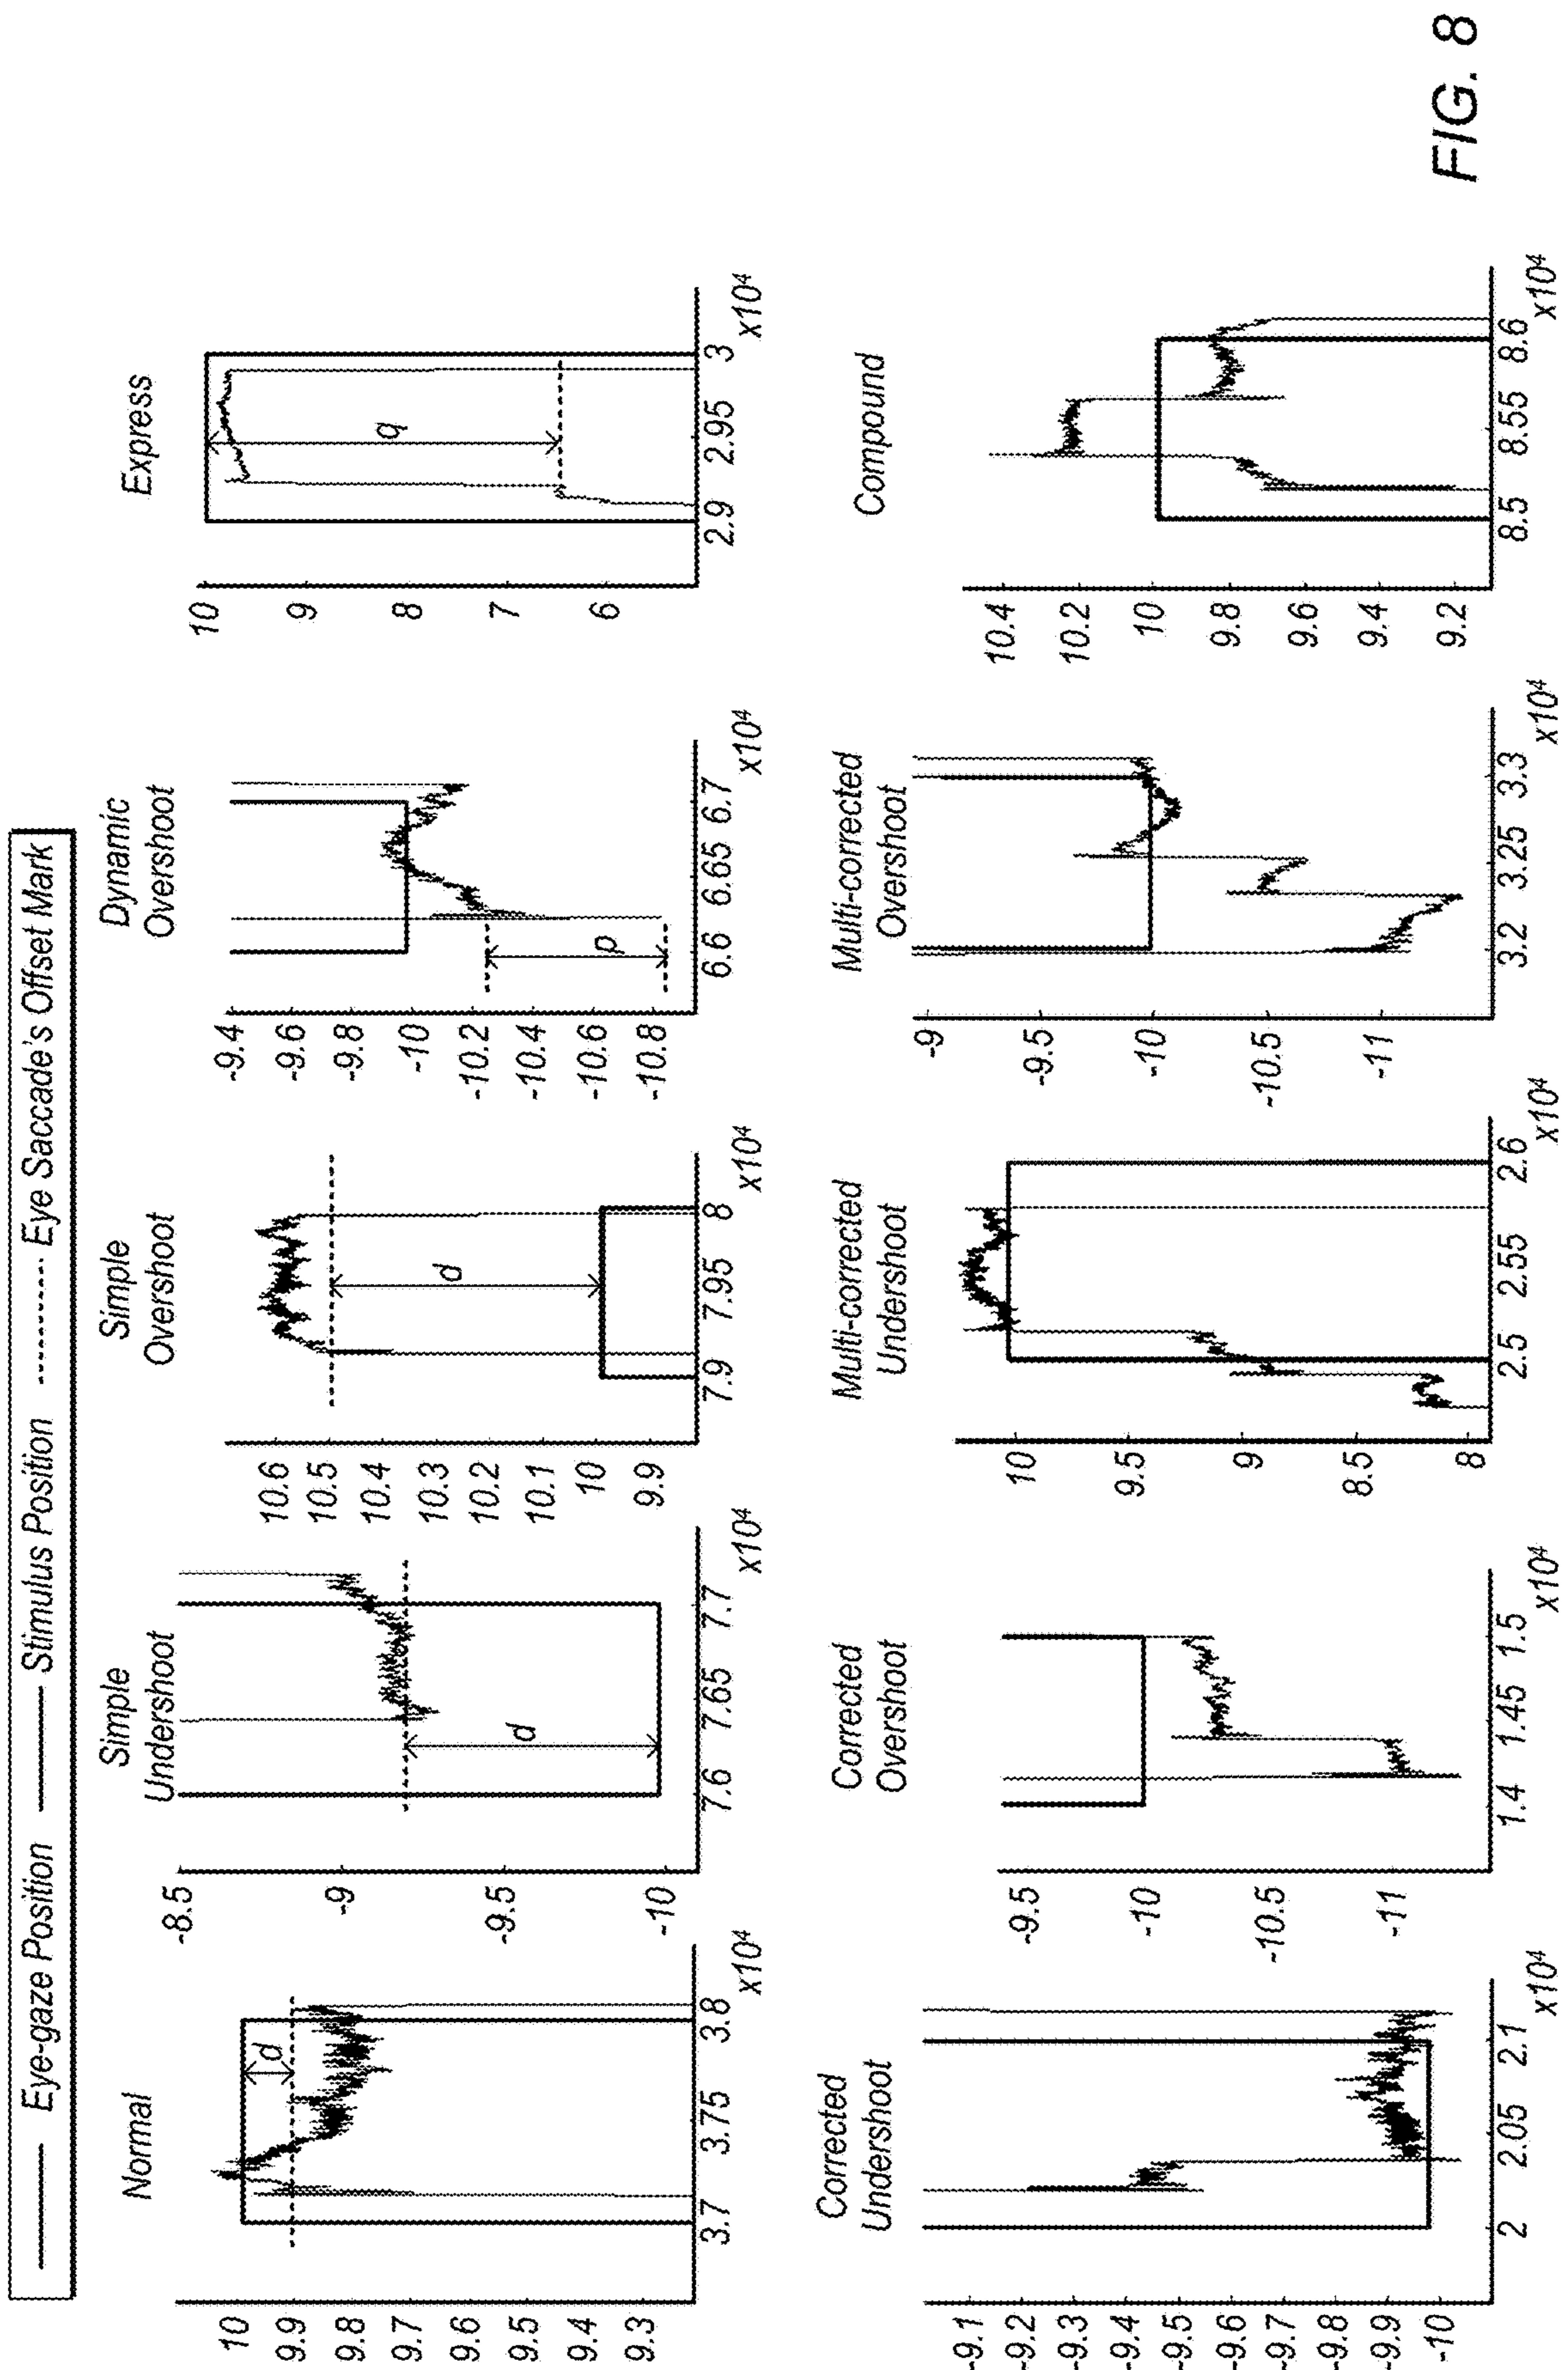 Eye-gaze Position Stimulus Position Eye Saccade's Offset Mark
Normal
10
9.9
9.8
9.7
9.6
9.5
9.4
9.3
d
3.7 3.75 3.8
x10⁴
Simple
Undershoot
-8.5
-9
-9.5
-10
d
7.6 7.65 7.7
x10⁴
Simple
Overshoot
10.6
10.5
10.4
10.3
10.2
10.1
10
9.9
d
7.9 7.95 8
x10⁴
Dynamic
Overshoot
-9.4
-9.6
-9.8
-10
-10.2
-10.4
-10.6
-10.8
p
6.6 6.65 6.7
x10⁴
Express
10
9
8
7
6
q
2.9 2.95 3
x10⁴
Corrected
Undershoot
-9.1
-9.2
-9.3
-9.4
-9.5
-9.6
-9.7
-9.8
-9.9
-10
2 2.05 2.1
x10⁴
Corrected
Overshoot
-9.5
-10
-10.5
-11
1.4 1.45 1.5
x10⁴
Multi-corrected
Undershoot
10
9.5
9
8.5
8
2.5 2.55 2.6
x10⁴
Multi-corrected
Overshoot
-9
-9.5
-10
-10.5
-11
3.2 3.25 3.3
x10⁴
Compound
10.4
10.2
10
9.8
9.6
9.4
9.2
8.5 8.55 8.6
x10⁴
FIG. 8